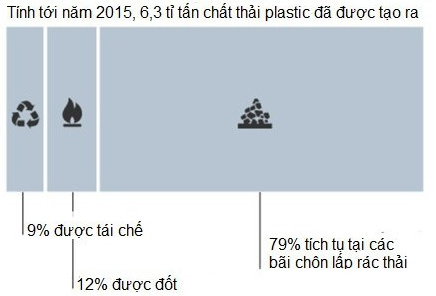 Tính tới năm 2015, 6,3 tỉ tấn chất thải plastic đã được tạo ra
9% được tái chế
12% được đốt
79% tích tụ tại các
bãi chôn lấp rác thải